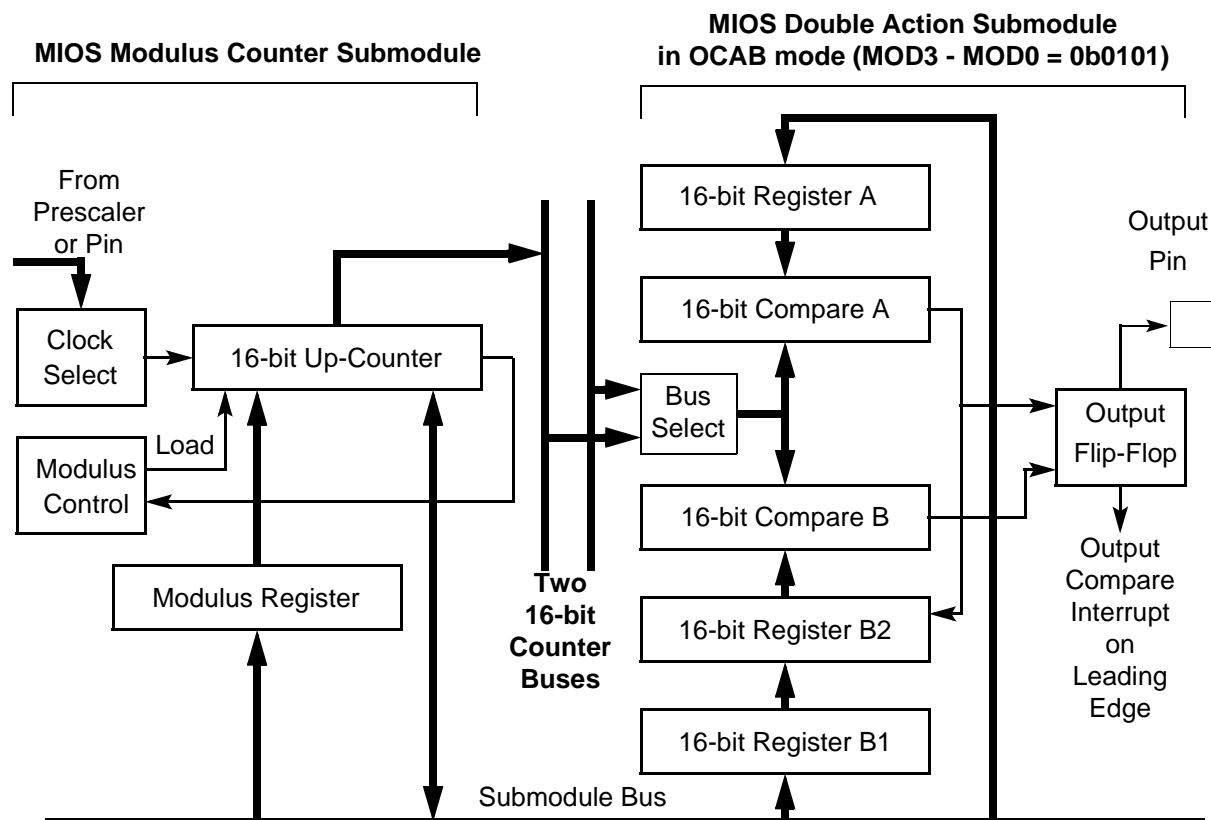 MIOS Modulus Counter Submodule
MIOS Double Action Submodule
in OCAB mode (MOD3 - MOD0 = 0b0101)
From
Prescaler
or Pin
Clock
Select
16-bit Up-Counter
Load
Modulus
Control
Modulus Register
Two
16-bit
Counter
Buses
Bus
Select
16-bit Register A
16-bit Compare A
16-bit Compare B
16-bit Register B2
16-bit Register B1
Output
Pin
Output
Flip-Flop
Output
Compare
Interrupt
on
Leading
Edge
Submodule Bus